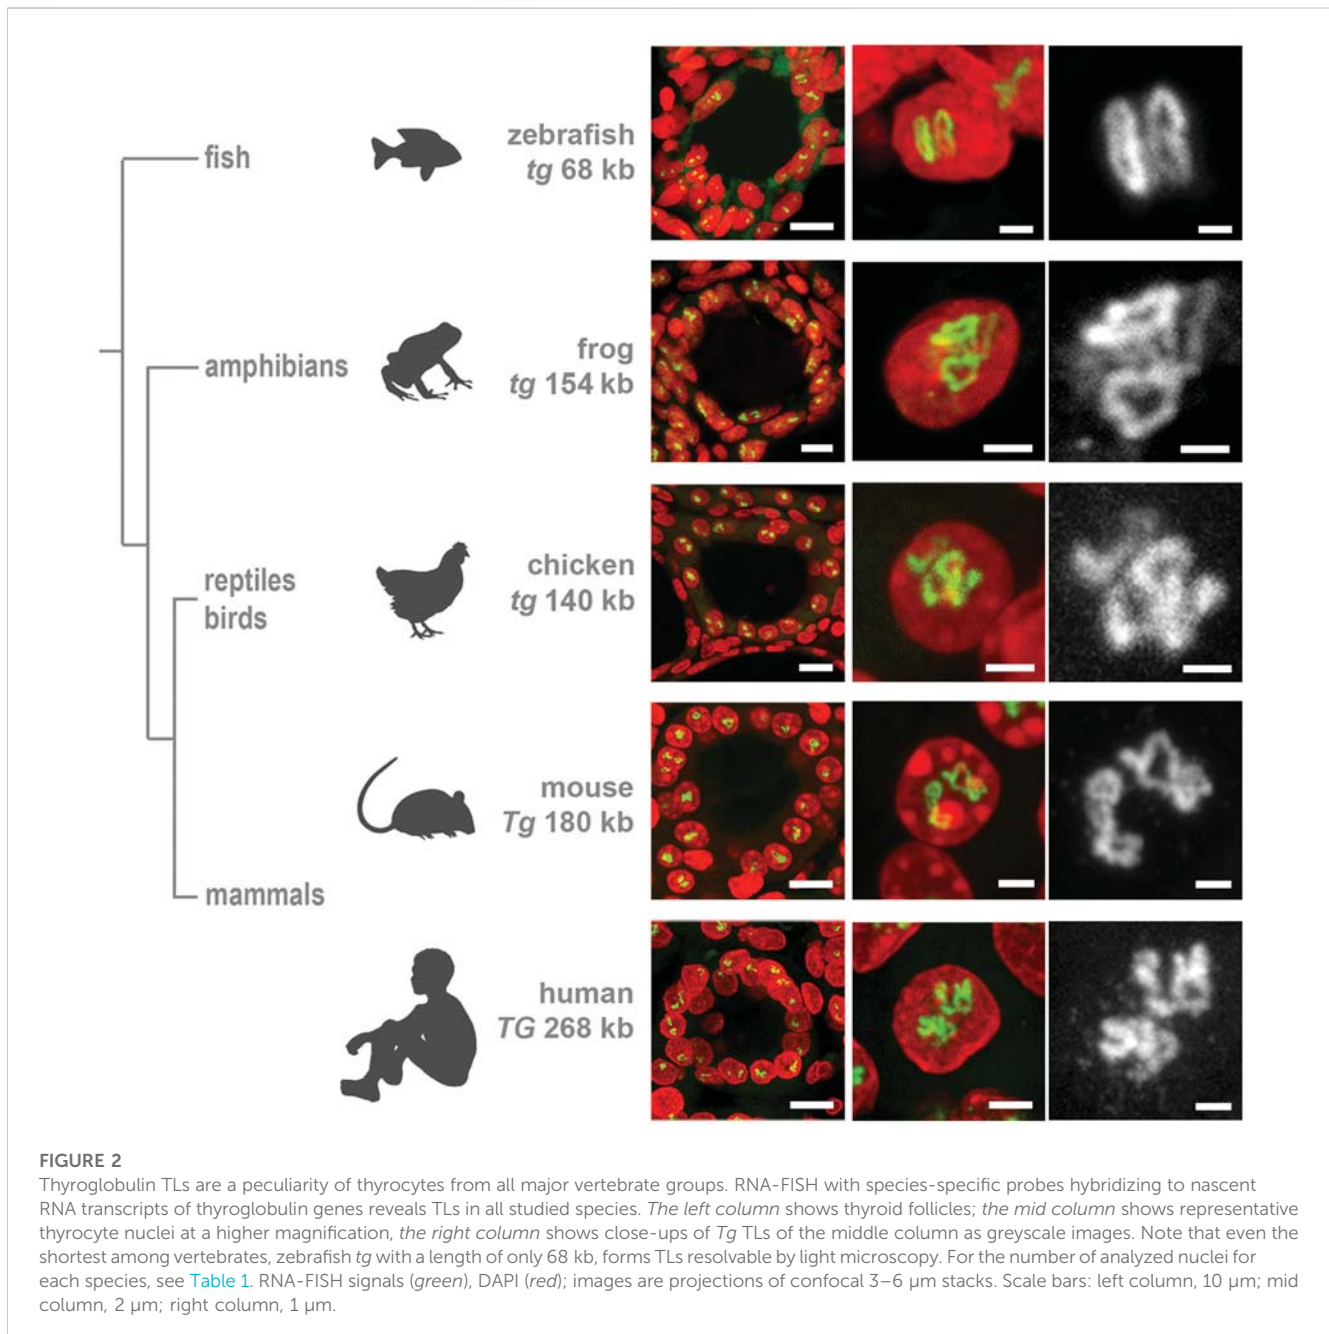 fish
zebrafish
tg 68 kb
amphibians
frog
tg 154 kb
reptiles
birds
chicken
tg 140 kb
mouse
Tg 180 kb
mammals
human
TG 268 kb
FIGURE 2
Thyroglobulin TLs are a peculiarity of thyrocytes from all major vertebrate groups. RNA-FISH with species-specific probes hybridizing to nascent
RNA transcripts of thyroglobulin genes reveals TLs in all studied species. The left column shows thyroid follicles; the mid column shows representative
thyrocyte nuclei at a higher magnification, the right column shows close-ups of Tg TLs of the middle column as greyscale images. Note that even the
shortest among vertebrates, zebrafish tg with a length of only 68 kb, forms TLs resolvable by light microscopy. For the number of analyzed nuclei for
each species, see Table 1. RNA-FISH signals (green), DAPI (red); images are projections of confocal 3–6 µm stacks. Scale bars: left column, 10 µm; mid
column, 2 µm; right column, 1 µm.